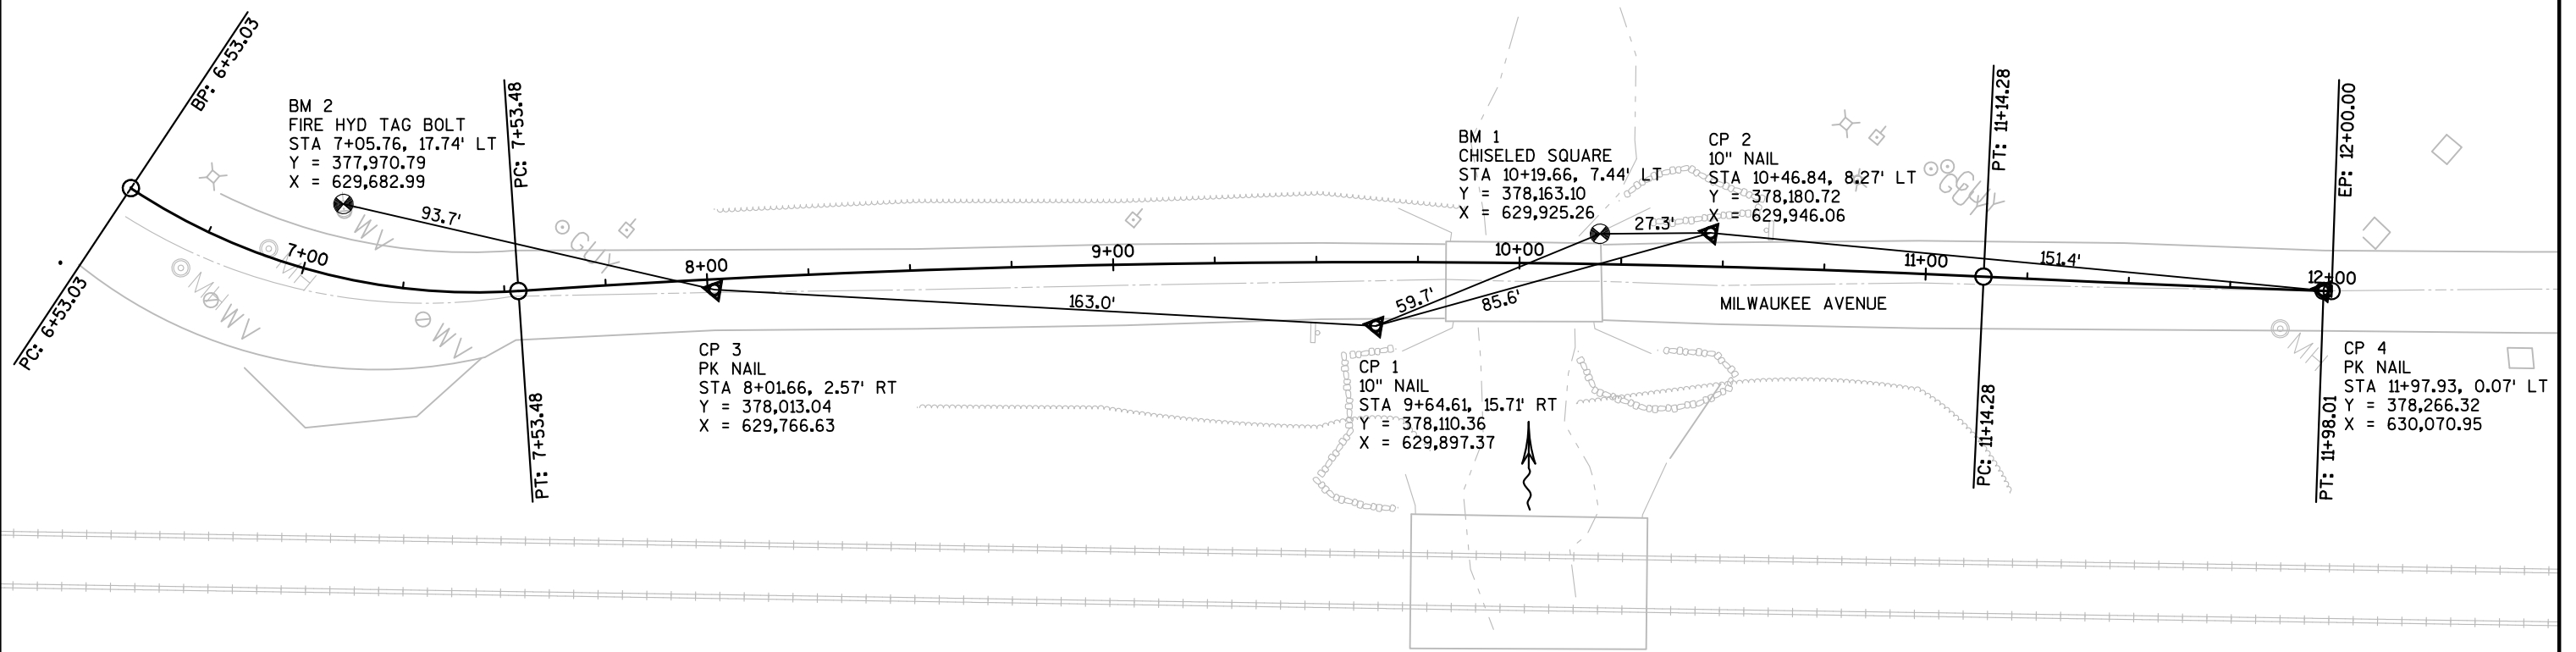 BP: 6+53.03
PC: 6+53.03
BM 2
FIRE HYD TAG BOLT
STA 7+05.76, 17.74' LT
Y = 377,970.79
X = 629,682.99
93.7'
7+00
MH
MH
WV
WV
WV
PC: 7+53.48
PT: 7+53.48
GUY
8+00
CP 3
PK NAIL
STA 8+01.66, 2.57' RT
Y = 378,013.04
X = 629,766.63
163.0'
9+00
BM 1
CHISELED SQUARE
STA 10+19.66, 7.44' LT
Y = 378,163.10
X = 629,925.26
10+00
27.3'
59.7'
85.6'
CP 1
10" NAIL
STA 9+64.61, 15.71' RT
Y = 378,110.36
X = 629,897.37
CP 2
10" NAIL
STA 10+46.84, 8.27' LT
Y = 378,180.72
X = 629,946.06
MILWAUKEE AVENUE
GUY
GUY
11+00
PT: 11+14.28
PC: 11+14.28
151.4'
EP: 12+00.00
12+00
PT: 11+98.01
MH
CP 4
PK NAIL
STA 11+97.93, 0.07' LT
Y = 378,266.32
X = 630,070.95